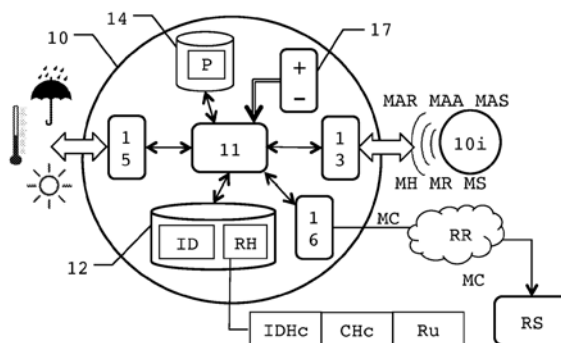 14
10
17
P
+
−
MAR MAA MAS
1
5
11
1
3
10i
MH MR MS
12
ID RH
1
6
MC
RR
MC
IDHc CHc Ru
RS